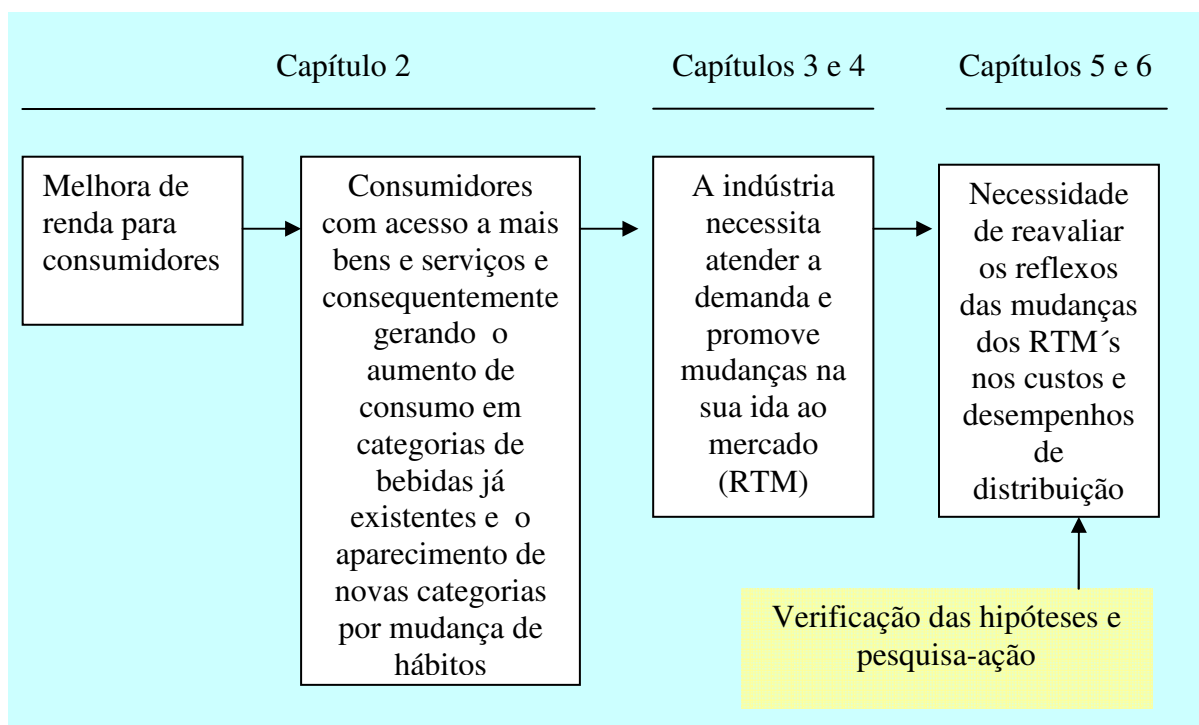 Capítulo 2
Capítulos 3 e 4
Capítulos 5 e 6
Melhora de
renda para
consumidores
Consumidores
com acesso a mais
bens e serviços e
consequentemente
gerando o
aumento de
consumo em
categorias de
bebidas já
existentes e o
aparecimento de
novas categorias
por mudança de
hábitos
A indústria
necessita
atender a
demanda e
promove
mudanças na
sua ida ao
mercado
(RTM)
Necessidade
de reavaliar
os reflexos
das mudanças
dos RTM´s
nos custos e
desempenhos
de
distribuição
Verificação das hipóteses e
pesquisa-ação